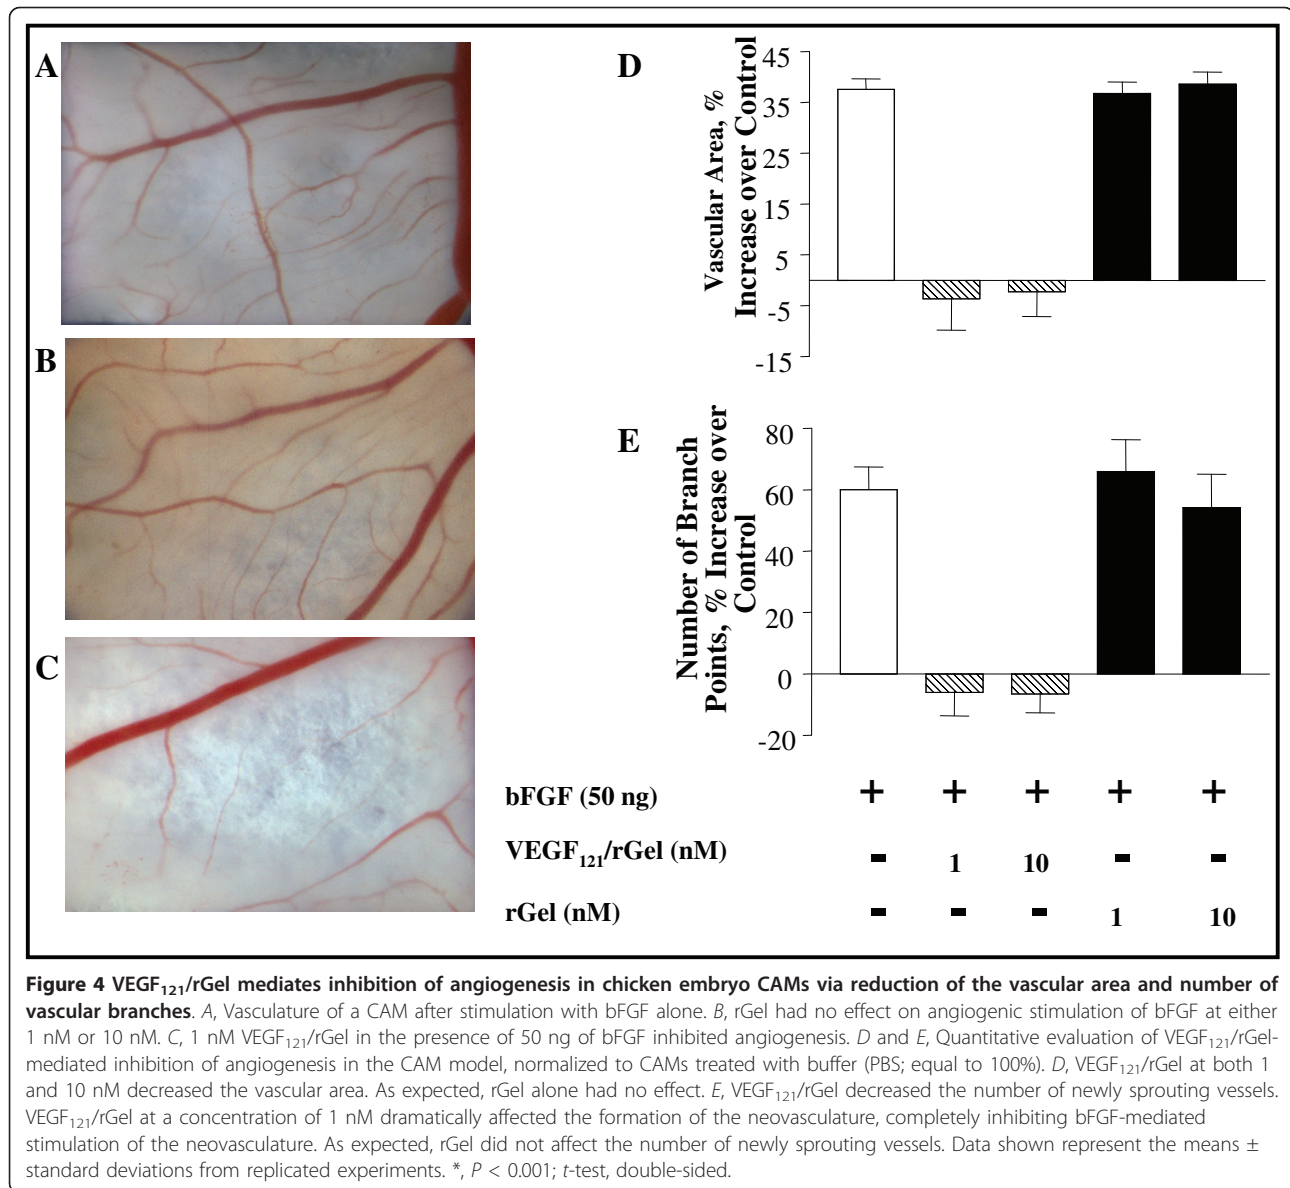 A
B
C
D
Vascular Area, %
Increase over Control
45
35
25
15
5
-5
-15
E
Number of Branch
Points, % Increase over
Control
80
60
40
20
0
-20
bFGF (50 ng) + + + + +
VEGF₁₂₁/rGel (nM) - 1 10 - -
rGel (nM) - - - 1 10
Figure 4 VEGF₁₂₁/rGel mediates inhibition of angiogenesis in chicken embryo CAMs via reduction of the vascular area and number of
vascular branches. A, Vasculature of a CAM after stimulation with bFGF alone. B, rGel had no effect on angiogenic stimulation of bFGF at either
1 nM or 10 nM. C, 1 nM VEGF₁₂₁/rGel in the presence of 50 ng of bFGF inhibited angiogenesis. D and E, Quantitative evaluation of VEGF₁₂₁/rGel-
mediated inhibition of angiogenesis in the CAM model, normalized to CAMs treated with buffer (PBS; equal to 100%). D, VEGF₁₂₁/rGel at both 1
and 10 nM decreased the vascular area. As expected, rGel alone had no effect. E, VEGF₁₂₁/rGel decreased the number of newly sprouting vessels.
VEGF₁₂₁/rGel at a concentration of 1 nM dramatically affected the formation of the neovasculature, completely inhibiting bFGF-mediated
stimulation of the neovasculature. As expected, rGel did not affect the number of newly sprouting vessels. Data shown represent the means ±
standard deviations from replicated experiments. *, P < 0.001; t-test, double-sided.